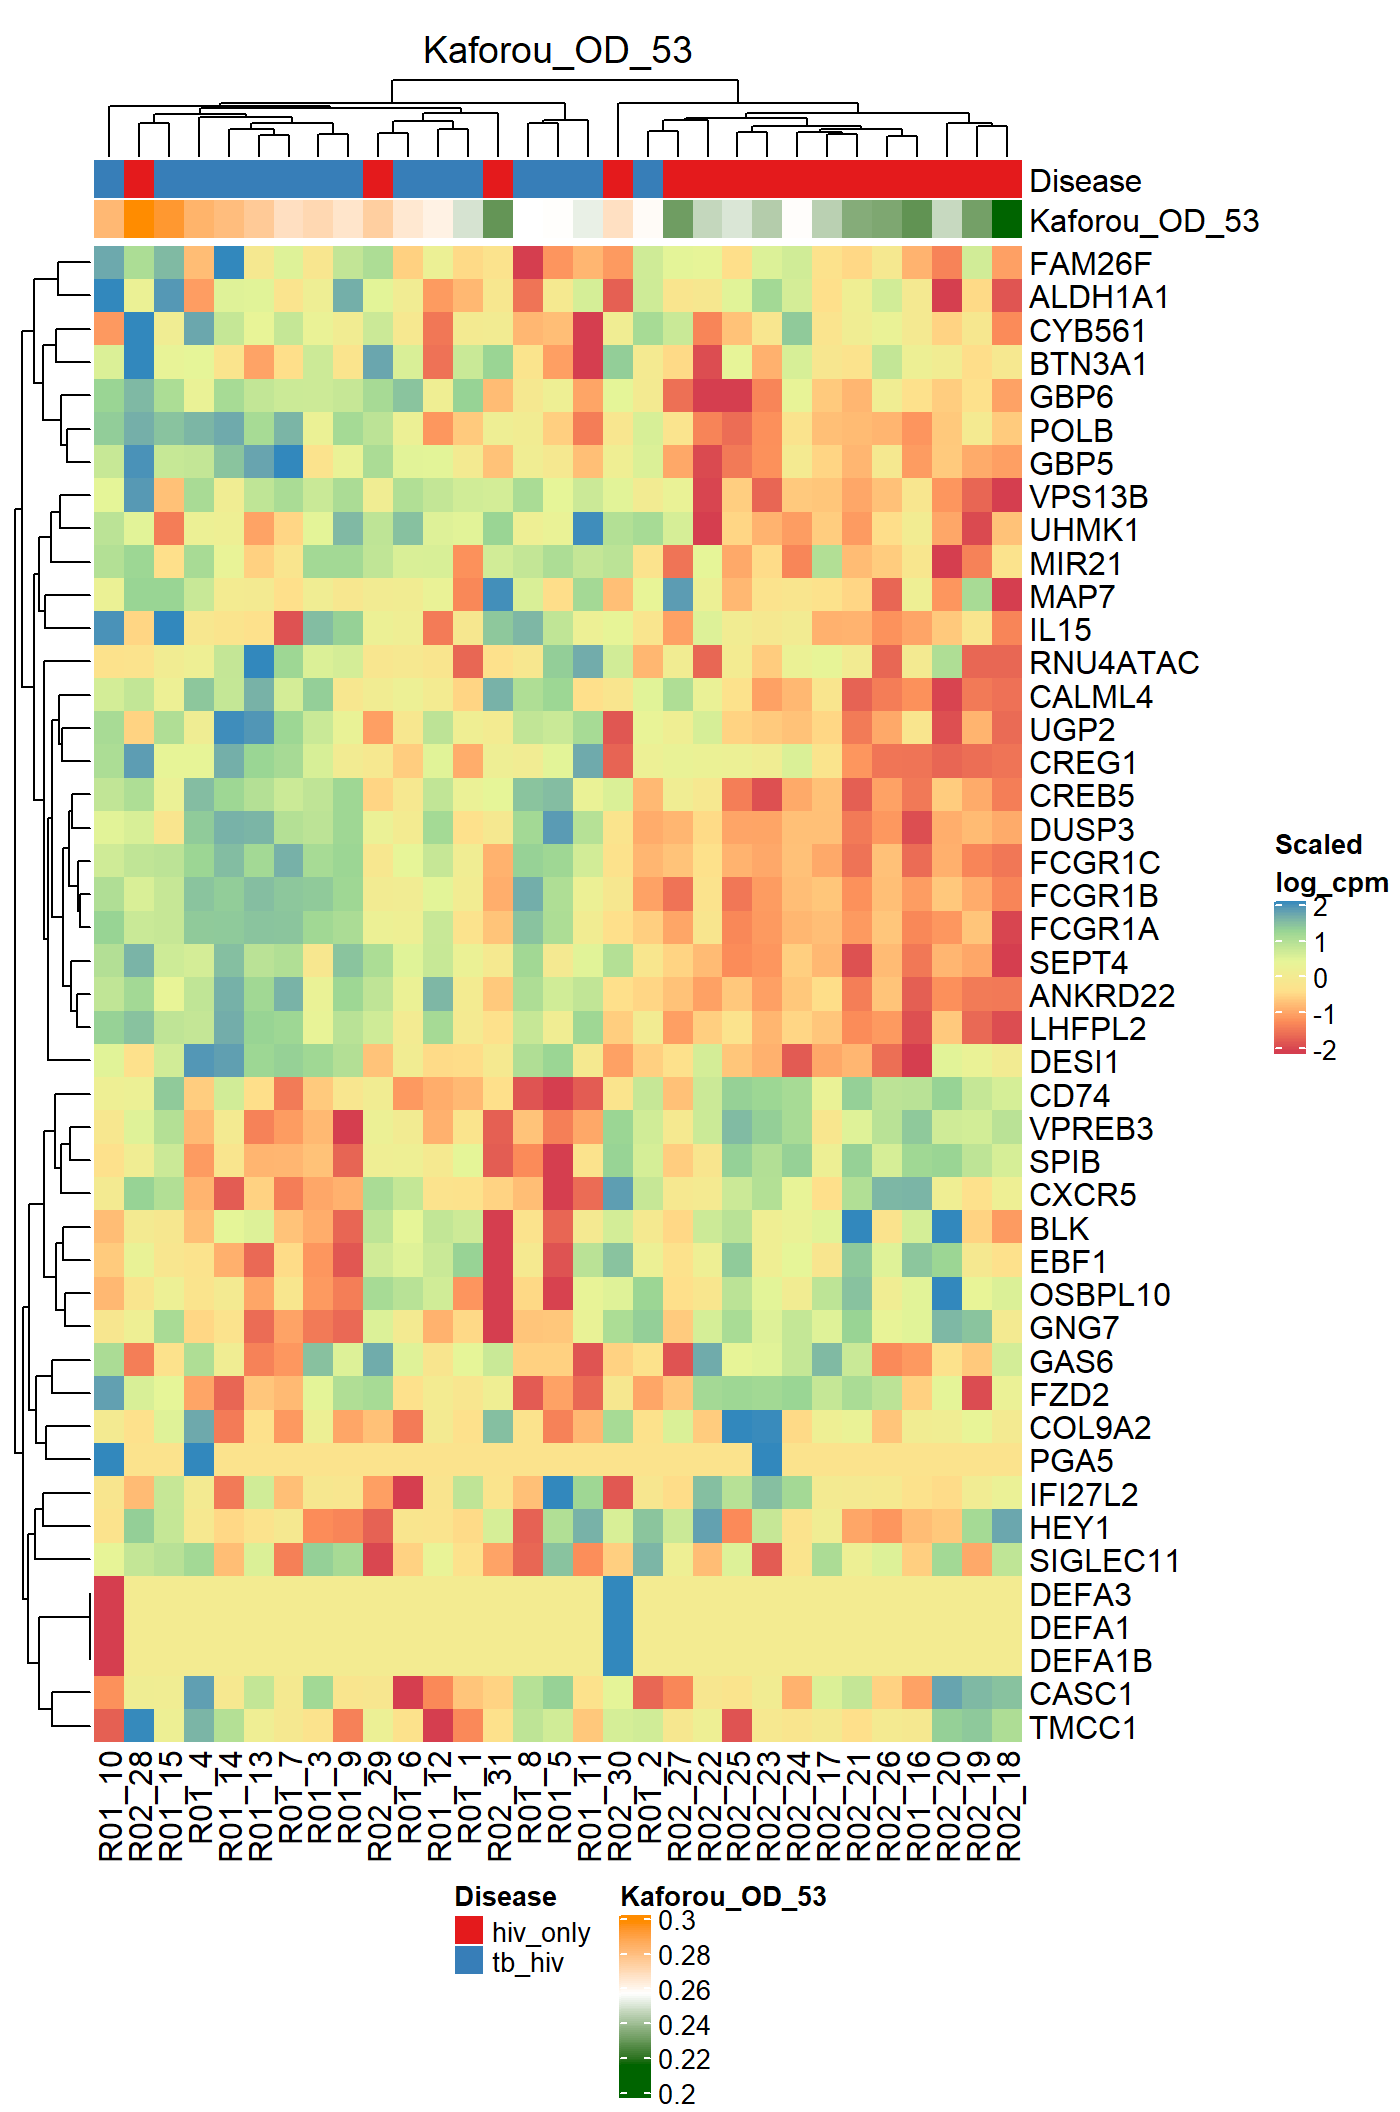 Kaforou_OD_53
Disease
Kaforou_OD_53
FAM26F
ALDH1A1
CYB561
BTN3A1
GBP6
POLB
GBP5
VPS13B
UHMK1
MIR21
MAP7
IL15
RNU4ATAC
CALML4
UGP2
CREG1
CREB5
DUSP3
FCGR1C
FCGR1B
FCGR1A
SEPT4
ANKRD22
LHFPL2
DESI1
CD74
VPREB3
SPIB
CXCR5
BLK
EBF1
OSBPL10
GNG7
GAS6
FZD2
COL9A2
PGA5
IFI27L2
HEY1
SIGLEC11
DEFA3
DEFA1
DEFA1B
CASC1
TMCC1
Scaled
log_cpm
2
1
0
-1
-2
R01_10
R02_28
R01_15
R01_4
R01_14
R01_13
R01_7
R01_3
R01_9
R02_29
R01_6
R01_12
R01_1
R02_31
R01_8
R01_5
R01_11
R02_30
R01_2
R02_27
R02_22
R02_25
R02_23
R02_24
R02_17
R02_21
R02_26
R01_16
R02_20
R02_19
R02_18
Disease
hiv_only
tb_hiv
Kaforou_OD_53
0.3
0.28
0.26
0.24
0.22
0.2